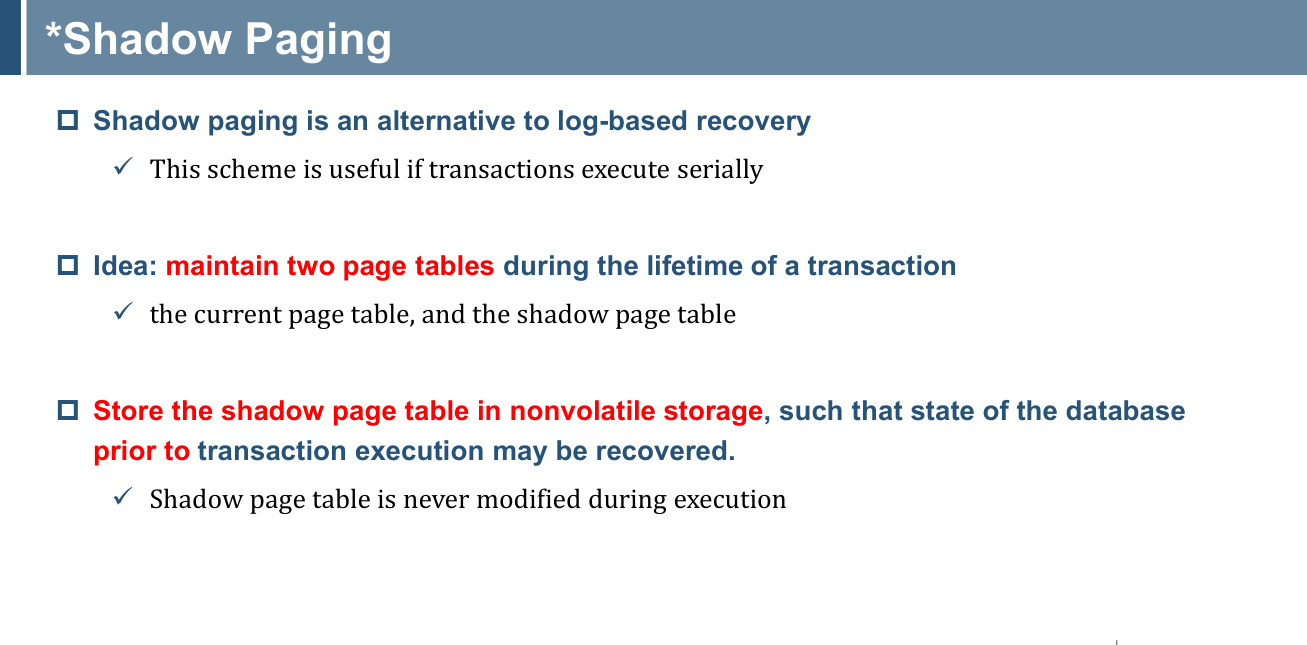 *Shadow Paging
Shadow paging is an alternative to log-based recovery
This scheme is useful if transactions execute serially
Idea: maintain two page tables during the lifetime of a transaction
the current page table, and the shadow page table
Store the shadow page table in nonvolatile storage, such that state of the database
prior to transaction execution may be recovered.
Shadow page table is never modified during execution